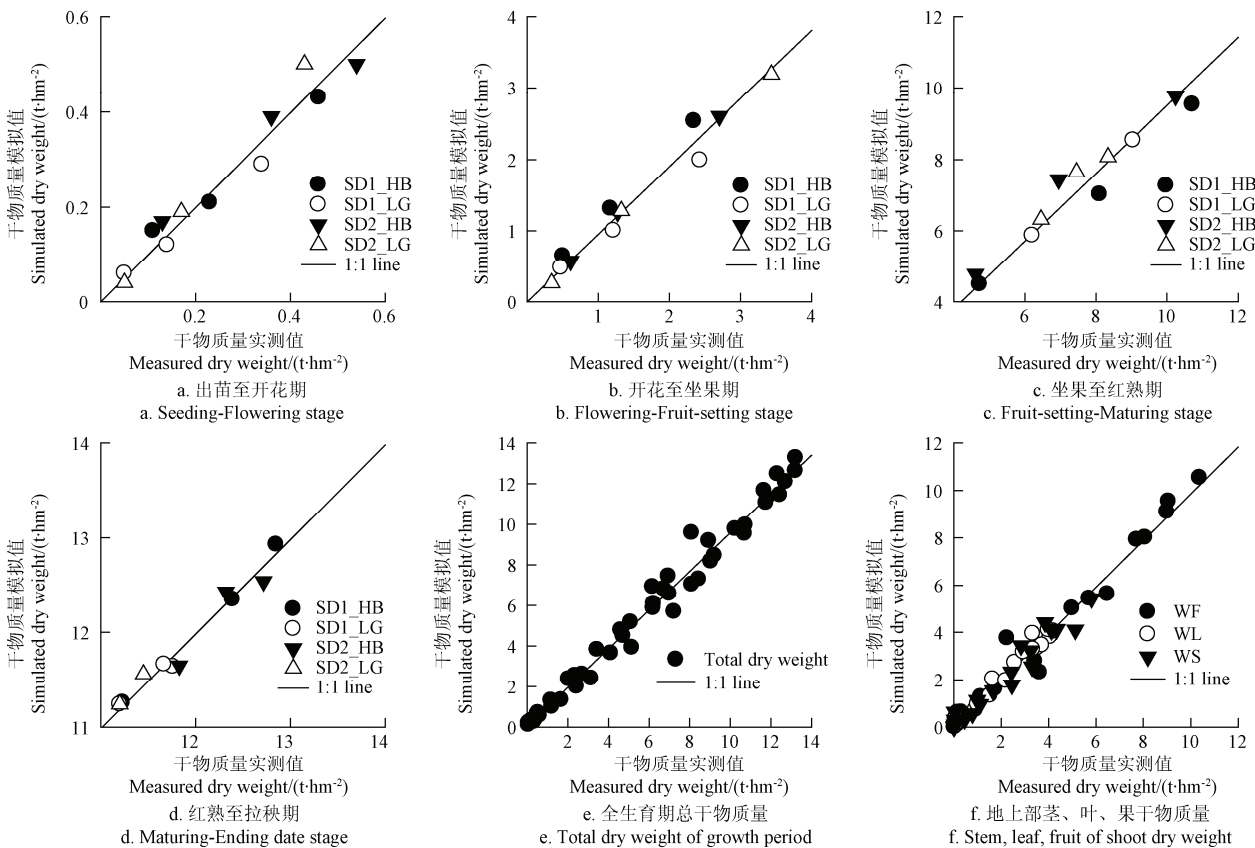 0.6
0.4
0.2
0
0.2
0.4
0.6
干物质量模拟值
Simulated dry weight/(t·hm⁻²)
SD1_HB
SD1_LG
SD2_HB
SD2_LG
1:1 line
干物质量实测值
Measured dry weight/(t·hm⁻²)
a. 出苗至开花期
a. Seeding-Flowering stage
4
3
2
1
0
1
2
3
4
干物质量模拟值
Simulated dry weight/(t·hm⁻²)
SD1_HB
SD1_LG
SD2_HB
SD2_LG
1:1 line
干物质量实测值
Measured dry weight/(t·hm⁻²)
b. 开花至坐果期
b. Flowering-Fruit-setting stage
12
10
8
6
4
6
8
10
12
干物质量模拟值
Simulated dry weight/(t·hm⁻²)
SD1_HB
SD1_LG
SD2_HB
SD2_LG
1:1 line
干物质量实测值
Measured dry weight/(t·hm⁻²)
c. 坐果至红熟期
c. Fruit-setting-Maturing stage
14
13
12
11
12
13
14
干物质量模拟值
Simulated dry weight/(t·hm⁻²)
SD1_HB
SD1_LG
SD2_HB
SD2_LG
1:1 line
干物质量实测值
Measured dry weight/(t·hm⁻²)
d. 红熟至拉秧期
d. Maturing-Ending date stage
14
12
10
8
6
4
2
0
2
4
6
8
10
12
14
干物质量模拟值
Simulated dry weight/(t·hm⁻²)
Total dry weight
1:1 line
干物质量实测值
Measured dry weight/(t·hm⁻²)
e. 全生育期总干物质量
e. Total dry weight of growth period
12
10
8
6
4
2
0
2
4
6
8
10
12
干物质量模拟值
Simulated dry weight/(t·hm⁻²)
WF
WL
WS
1:1 line
干物质量实测值
Measured dry weight/(t·hm⁻²)
f. 地上部茎、叶、果干物质量
f. Stem, leaf, fruit of shoot dry weight